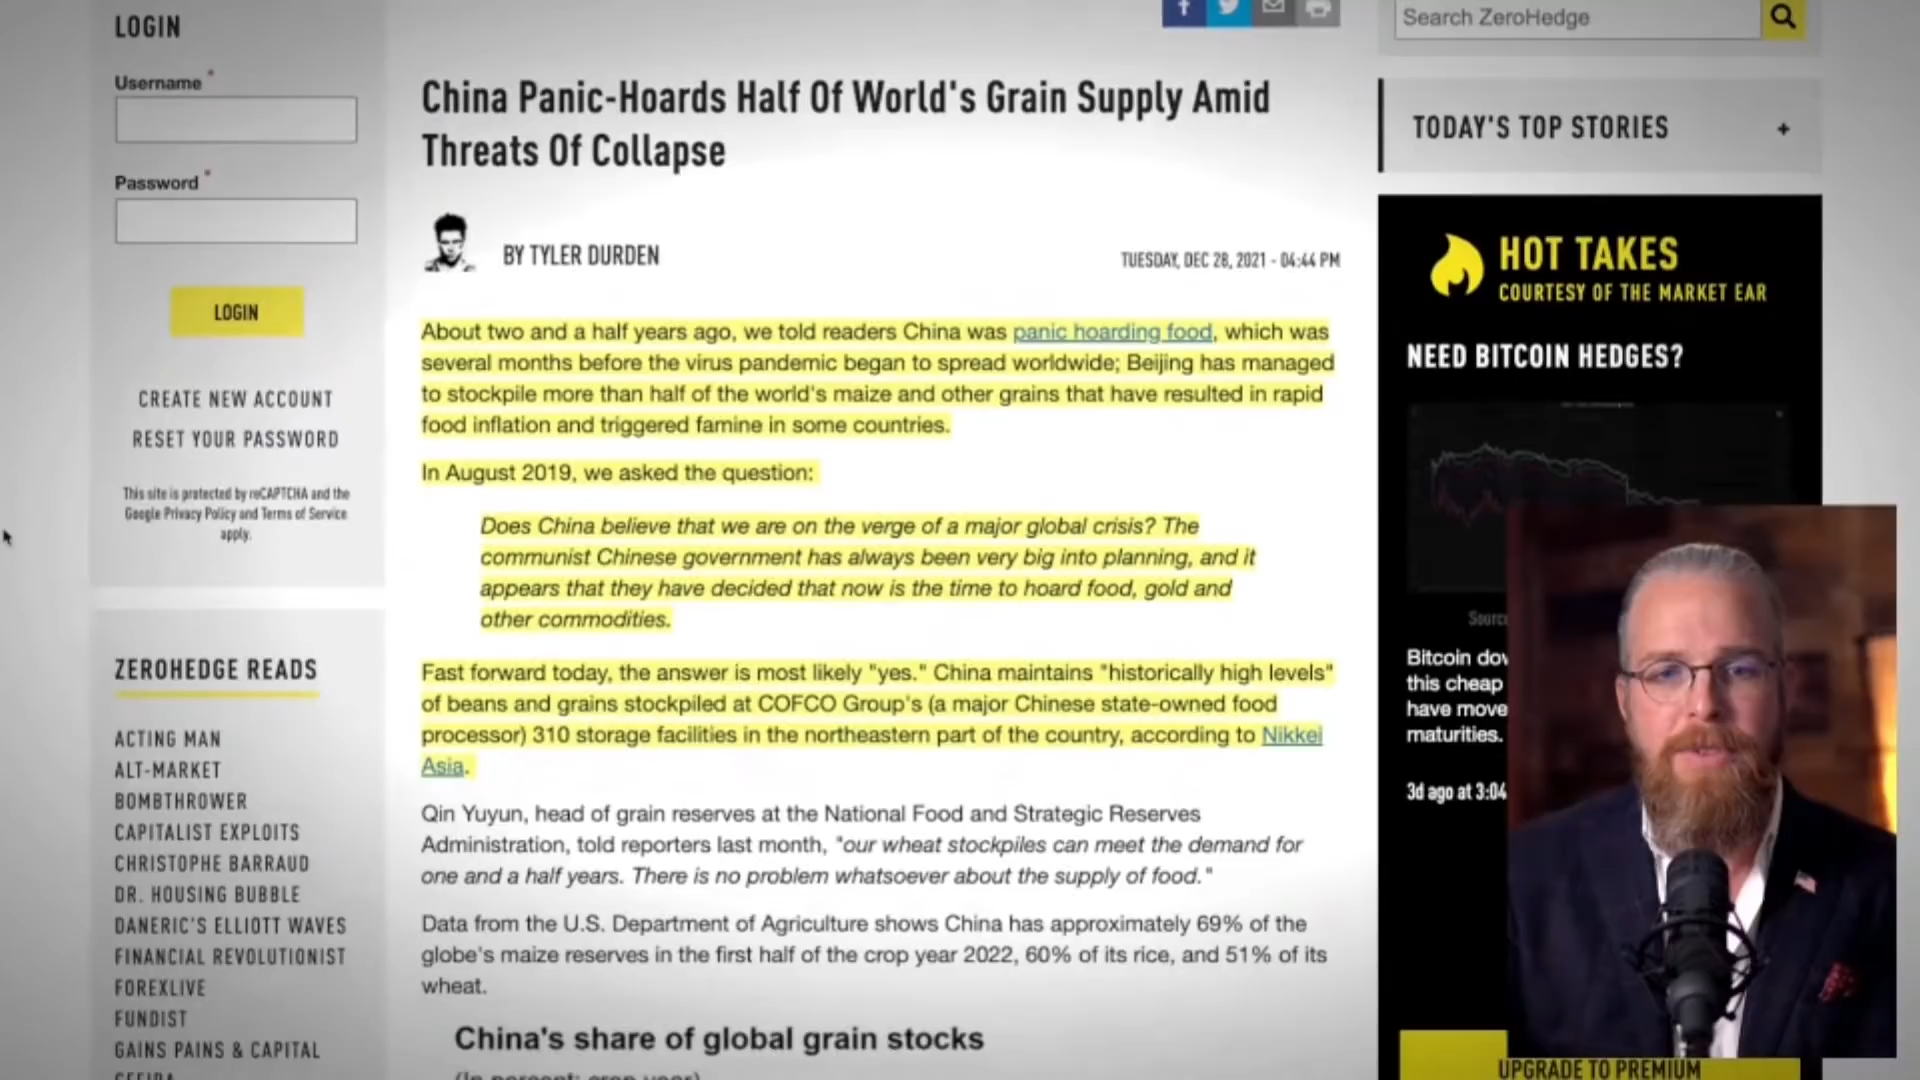 LOGIN
Username *
Password *
LOGIN
CREATE NEW ACCOUNT
RESET YOUR PASSWORD
This site is protected by reCAPTCHA and the
Google Privacy Policy and Terms of Service
apply.
ZEROHEDGE READS
ACTING MAN
ALT-MARKET
BOMBTHROWER
CAPITALIST EXPLOITS
CHRISTOPHE BARRAUD
DR. HOUSING BUBBLE
DANERIC'S ELLIOTT WAVES
FINANCIAL REVOLUTIONIST
FOREXLIVE
FUNDIST
GAINS PAINS & CAPITAL
China Panic-Hoards Half Of World's Grain Supply Amid
Threats Of Collapse
BY TYLER DURDEN
TUESDAY, DEC 28, 2021 - 04:44 PM
About two and a half years ago, we told readers China was panic hoarding food, which was
several months before the virus pandemic began to spread worldwide; Beijing has managed
to stockpile more than half of the world's maize and other grains that have resulted in rapid
food inflation and triggered famine in some countries.
In August 2019, we asked the question:
Does China believe that we are on the verge of a major global crisis? The
communist Chinese government has always been very big into planning, and it
appears that they have decided that now is the time to hoard food, gold and
other commodities.
Fast forward today, the answer is most likely "yes." China maintains "historically high levels"
of beans and grains stockpiled at COFCO Group's (a major Chinese state-owned food
processor) 310 storage facilities in the northeastern part of the country, according to Nikkei
Asia.
Qin Yuyun, head of grain reserves at the National Food and Strategic Reserves
Administration, told reporters last month, "our wheat stockpiles can meet the demand for
one and a half years. There is no problem whatsoever about the supply of food."
Data from the U.S. Department of Agriculture shows China has approximately 69% of the
globe's maize reserves in the first half of the crop year 2022, 60% of its rice, and 51% of its
wheat.
China's share of global grain stocks
Search ZeroHedge
TODAY'S TOP STORIES +
HOT TAKES
COURTESY OF THE MARKET EAR
NEED BITCOIN HEDGES?
Bitcoin
this cheap
have move
maturities.
3d ago at 3:04
UPGRADE TO PREMIUM